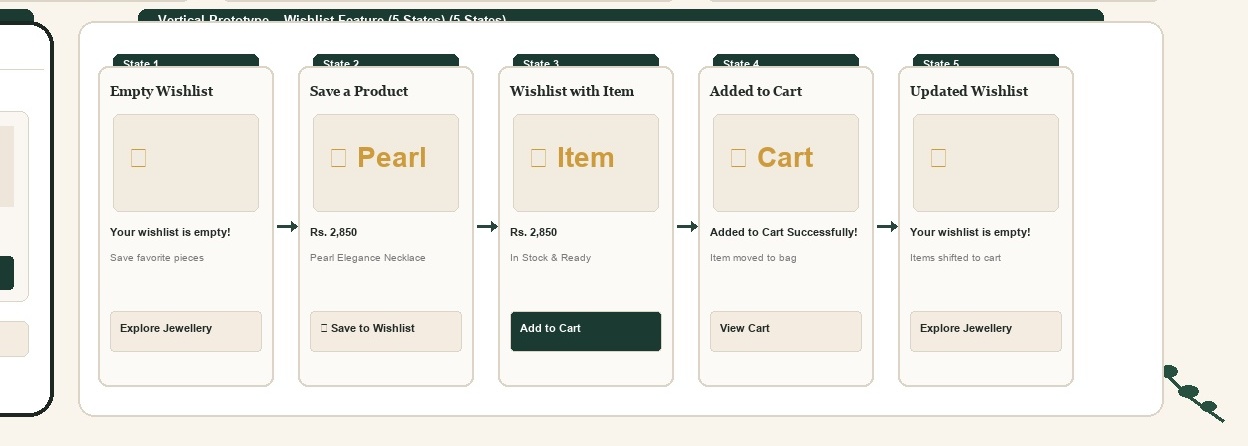 Vertical Prototype – Wishlist Feature (5 States) (5 States)
State 1
Empty Wishlist
Your wishlist is empty!
Save favorite pieces
Explore Jewellery
State 2
Save a Product
Pearl
Rs. 2,850
Pearl Elegance Necklace
Save to Wishlist
State 3
Wishlist with Item
Item
Rs. 2,850
In Stock & Ready
Add to Cart
State 4
Added to Cart
Cart
Added to Cart Successfully!
Item moved to bag
View Cart
State 5
Updated Wishlist
Your wishlist is empty!
Items shifted to cart
Explore Jewellery